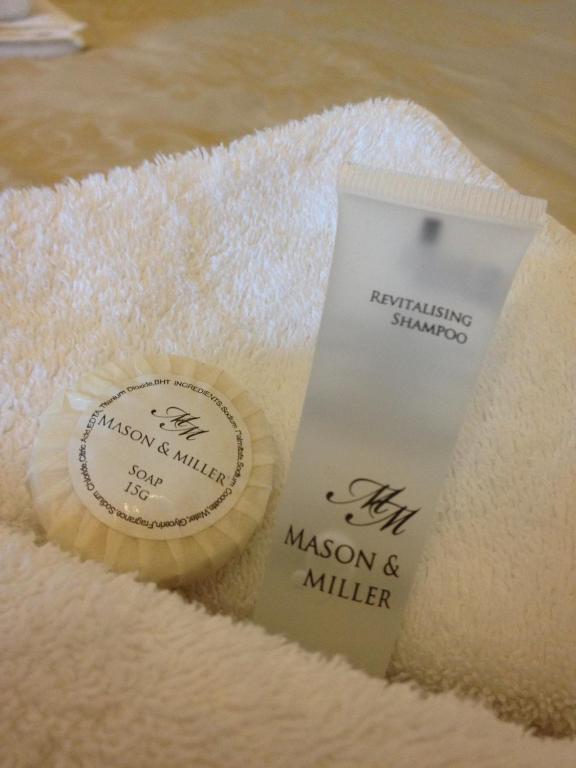 REVITALISING
SHAMPOO
MM
MASON &
MILLER
MM
MASON & MILLER
SOAP
15G
INGREDIENTS:Sodium Palmitate,Sodium Cocoate,Water,Glycerin,Fragrance,Sodium Chloride,Citric Acid,EDTA,Titanium Dioxide,BHT